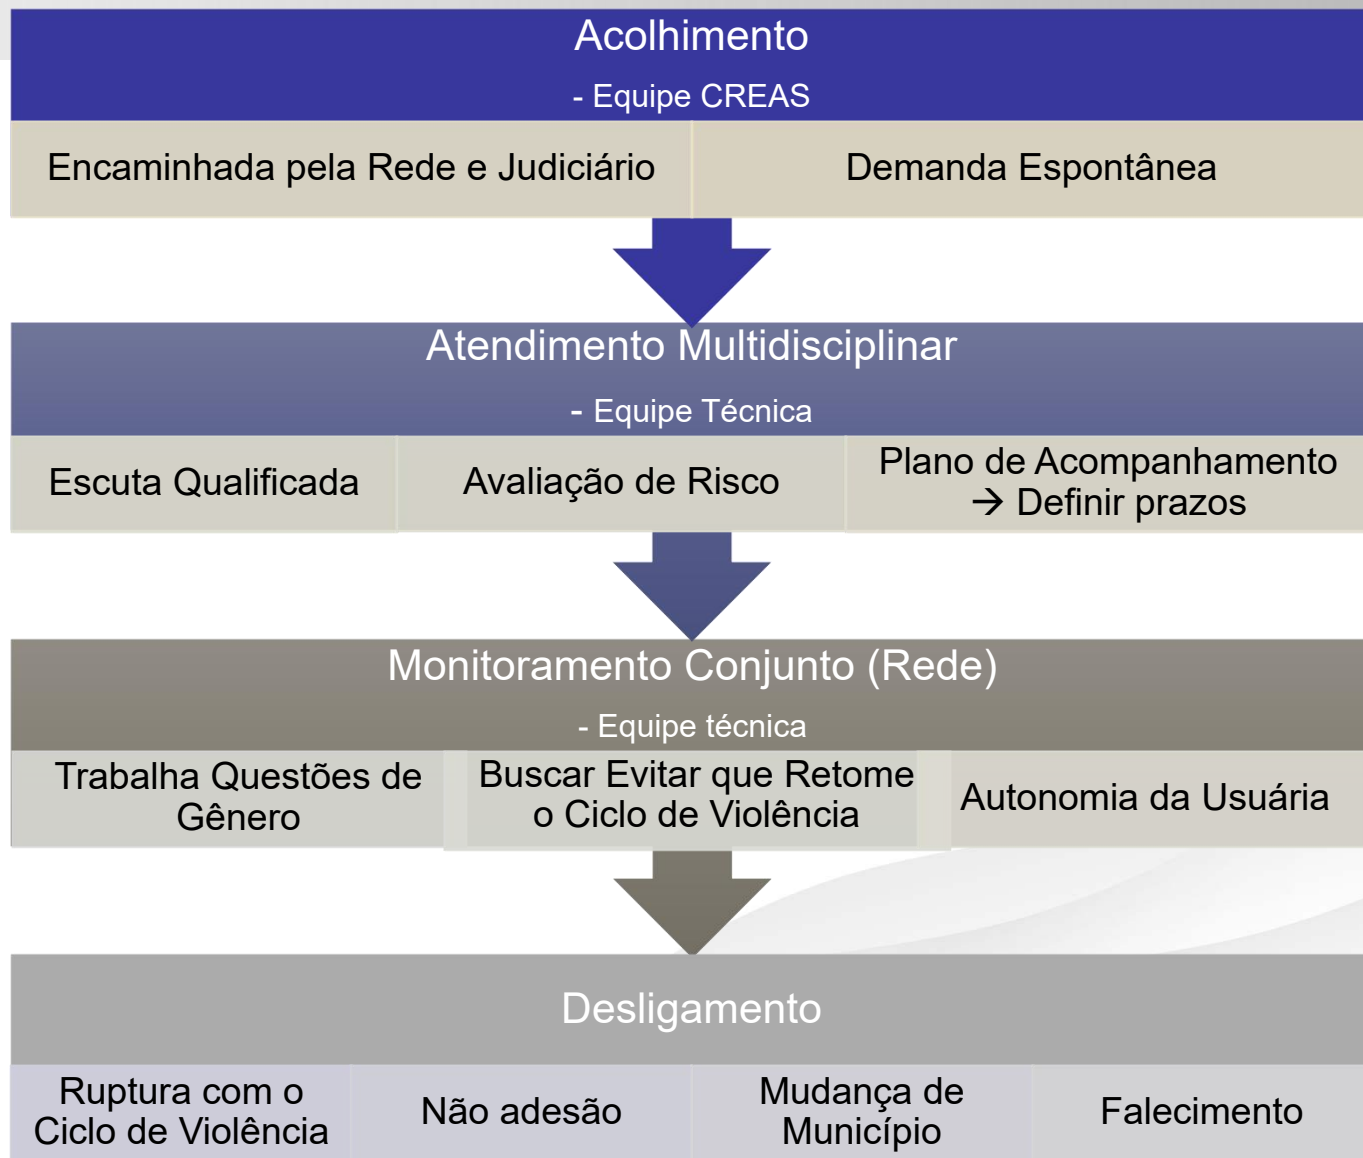 Acolhimento
- Equipe CREAS
Encaminhada pela Rede e Judiciário
Demanda Espontânea
Atendimento Multidisciplinar
- Equipe Técnica
Escuta Qualificada
Avaliação de Risco
Plano de Acompanhamento
→ Definir prazos
Monitoramento Conjunto (Rede)
- Equipe técnica
Trabalha Questões de
Gênero
Buscar Evitar que Retome
o Ciclo de Violência
Autonomia da Usuária
Desligamento
Ruptura com o
Ciclo de Violência
Não adesão
Mudança de
Município
Falecimento